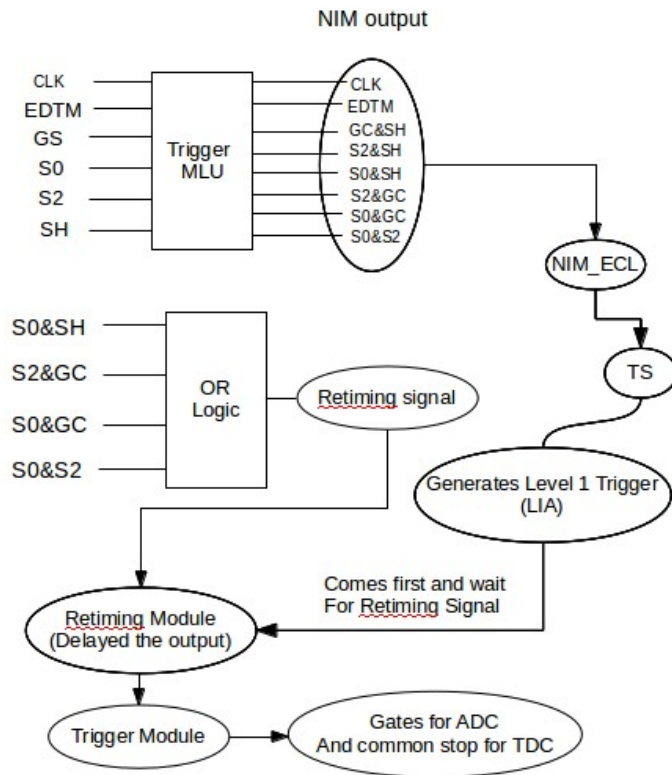 NIM output
CLK
EDTM
GS
S0
S2
SH
Trigger
MLU
CLK
EDTM
GC&SH
S2&SH
S0&SH
S2&GC
S0&GC
S0&S2
NIM_ECL
TS
S0&SH
S2&GC
S0&GC
S0&S2
OR
Logic
Retiming signal
Generates Level 1 Trigger
(LIA)
Comes first and wait
For Retiming Signal
Retiming Module
(Delayed the output)
Trigger Module
Gates for ADC
And common stop for TDC